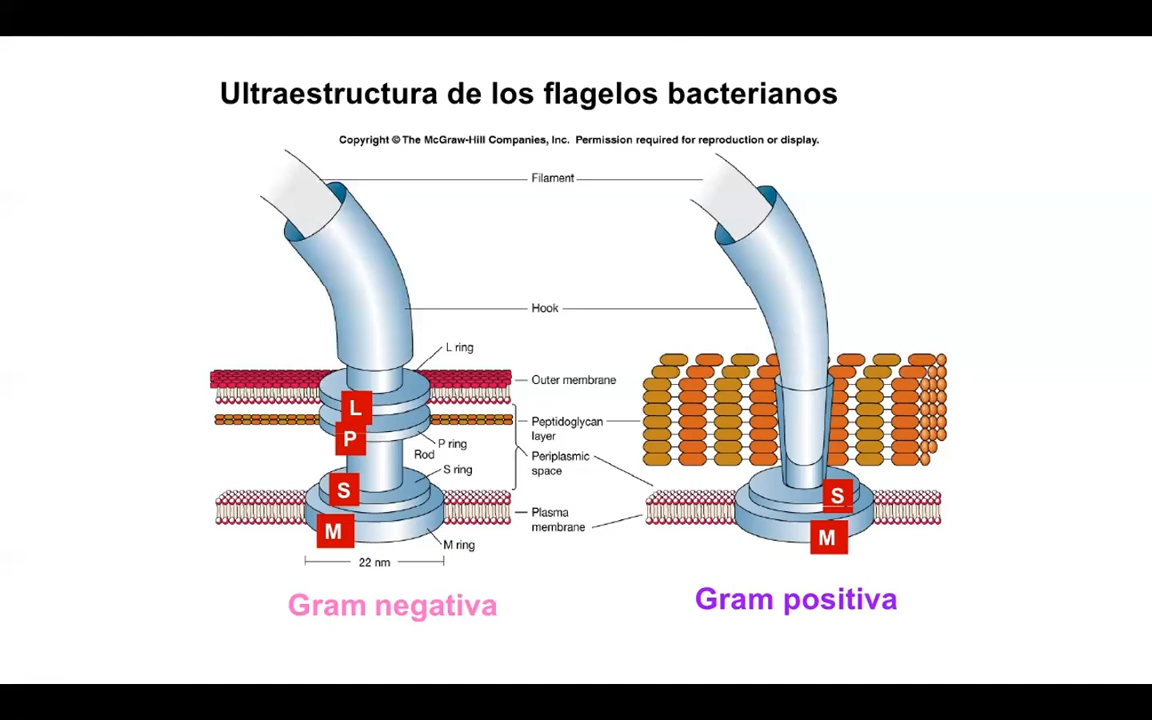 Ultraestructura de los flagelos bacterianos
Copyright © The McGraw-Hill Companies, Inc. Permission required for reproduction or display.
Filament
Hook
L ring
Outer membrane
L
Peptidoglycan
layer
P
P ring
Rod
Periplasmic
space
S ring
S
S
Plasma
membrane
M
M
M ring
22 nm
Gram negativa
Gram positiva